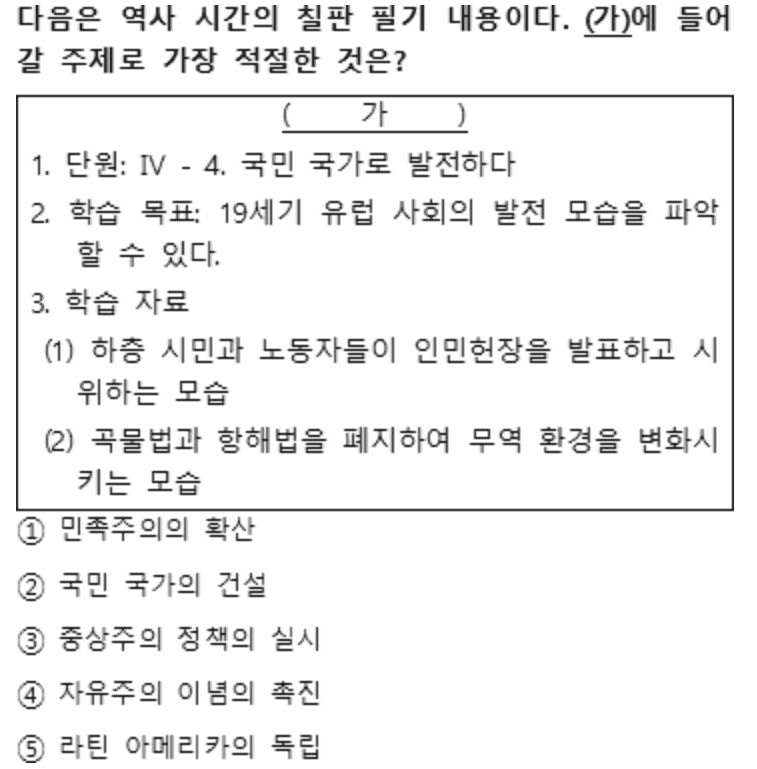 다음은 역사 시간의 칠판 필기 내용이다. (가)에 들어
갈 주제로 가장 적절한 것은?
( 가 )
1. 단원: Ⅳ - 4. 국민 국가로 발전하다
2. 학습 목표: 19세기 유럽 사회의 발전 모습을 파악
할 수 있다.
3. 학습 자료
(1) 하층 시민과 노동자들이 인민헌장을 발표하고 시
위하는 모습
(2) 곡물법과 항해법을 폐지하여 무역 환경을 변화시
키는 모습
① 민족주의의 확산
② 국민 국가의 건설
③ 중상주의 정책의 실시
④ 자유주의 이념의 촉진
⑤ 라틴 아메리카의 독립